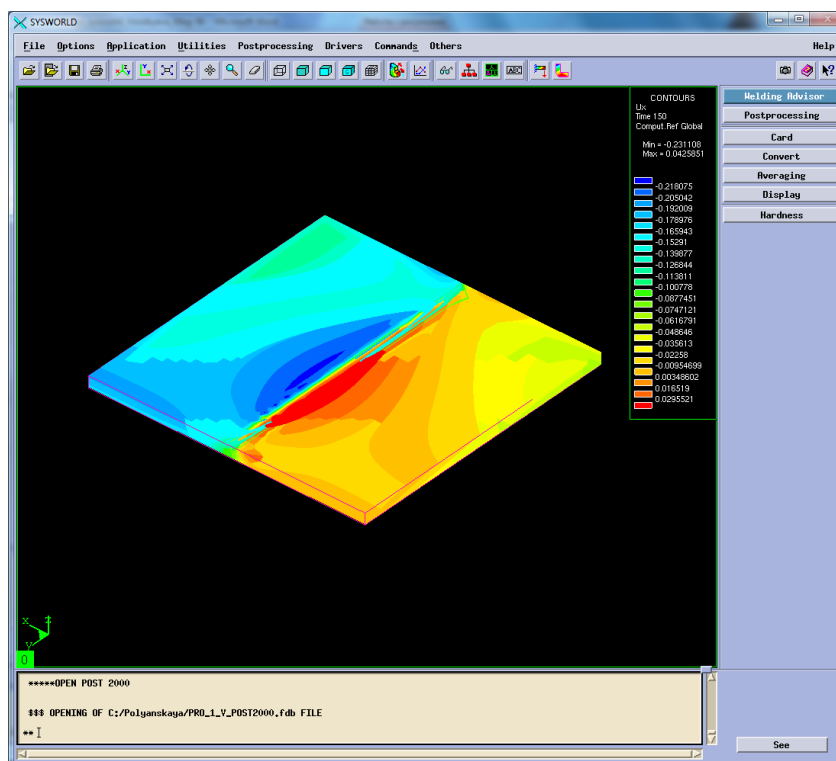 SYSWORLD
File Options Application Utilities Postprocessing Drivers Commands Others Help
ABC
Welding Advisor
Postprocessing
Card
Convert
Averaging
Display
Hardness
CONTOURS
Ux
Time 150
Comput.Ref Global
Min = -0.231108
Max = 0.0425851
-0.218075
-0.205042
-0.192009
-0.178976
-0.165943
-0.15291
-0.139877
-0.126844
-0.113811
-0.100778
-0.0877451
-0.0747121
-0.0616791
-0.048646
-0.035613
-0.02258
-0.00954699
0.00348602
0.016519
0.0295521
X Z
Y
0
*****OPEN POST 2000
$$$ OPENING OF C:/Polyanskaya/PRO_1_V_POST2000.fdb FILE
**
See